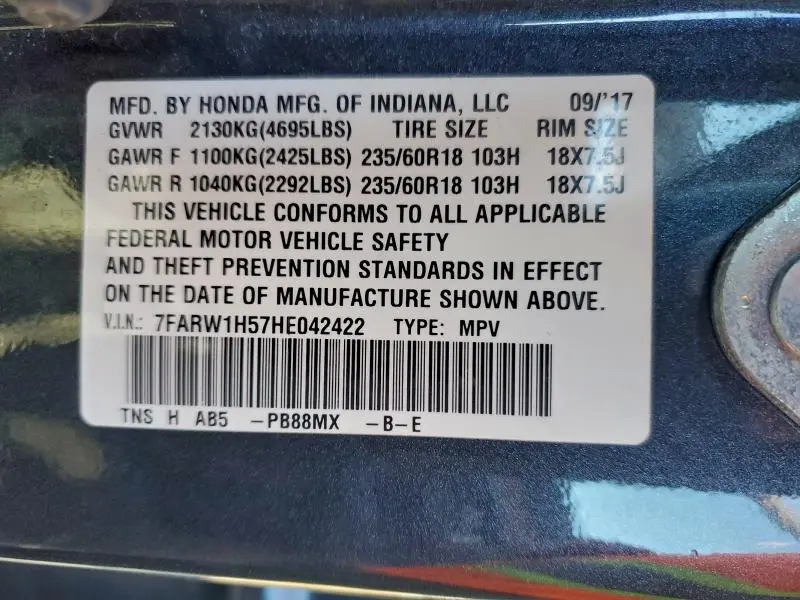 MFD. BY HONDA MFG. OF INDIANA, LLC 09/'17
GVWR 2130KG(4695LBS) TIRE SIZE RIM SIZE
GAWR F 1100KG(2425LBS) 235/60R18 103H 18X7.5J
GAWR R 1040KG(2292LBS) 235/60R18 103H 18X7.5J
THIS VEHICLE CONFORMS TO ALL APPLICABLE
FEDERAL MOTOR VEHICLE SAFETY
AND THEFT PREVENTION STANDARDS IN EFFECT
ON THE DATE OF MANUFACTURE SHOWN ABOVE.
V.I.N.: 7FARW1H57HE042422 TYPE: MPV
TNS H AB5 -PB88MX -B-E